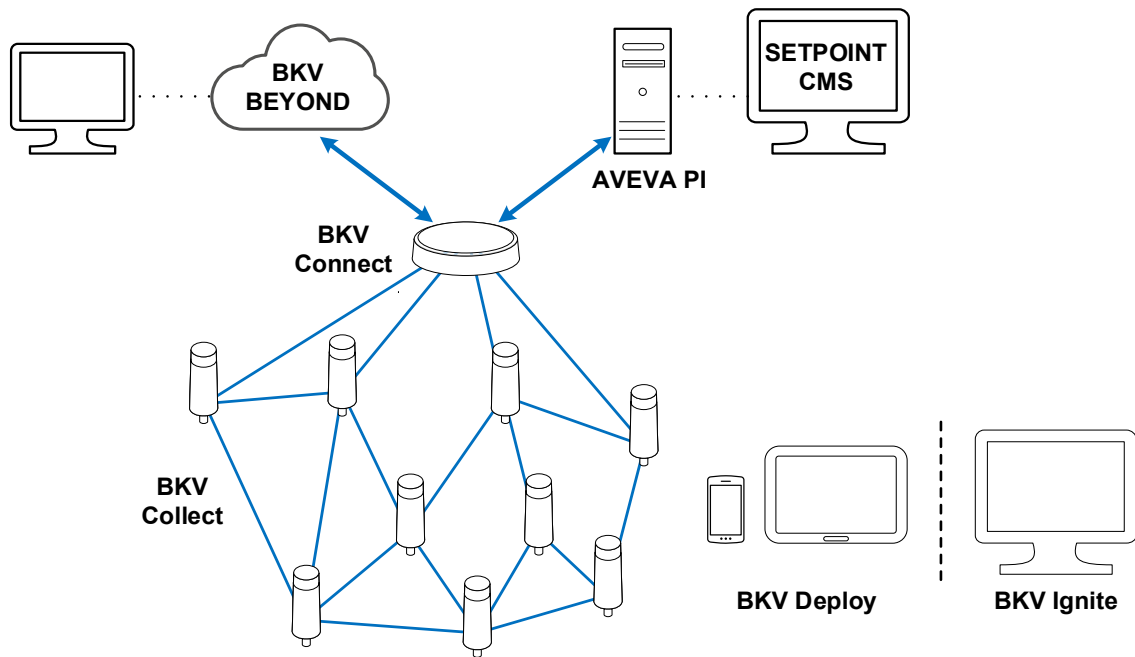 BKV
BEYOND
SETPOINT
CMS
AVEVA PI
BKV
Connect
BKV
Collect
BKV Deploy
BKV Ignite